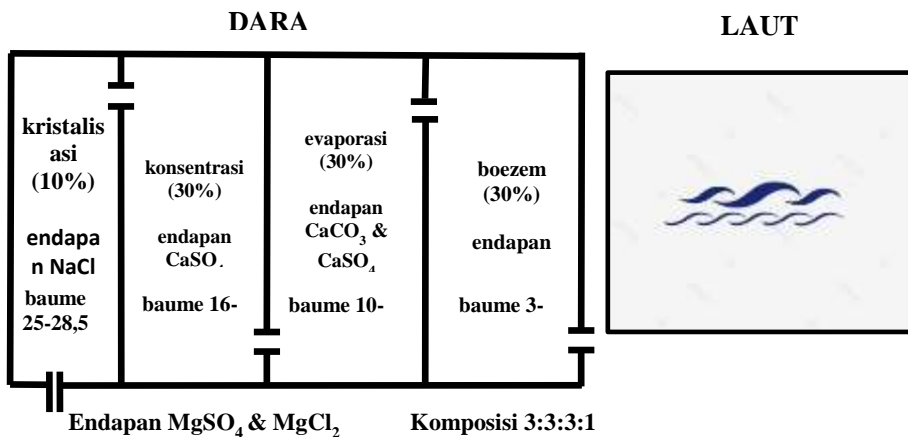 DARA
LAUT
kristalis
asi
(10%)
endapa
n NaCl
baume
25-28,5
konsentrasi
(30%)
endapan
CaSO
baume 16-
evaporasi
(30%)
endapan
CaCO₃ &
CaSO₄
baume 10-
boezem
(30%)
endapan
baume 3-
Endapan MgSO₄ & MgCl₂
Komposisi 3:3:3:1